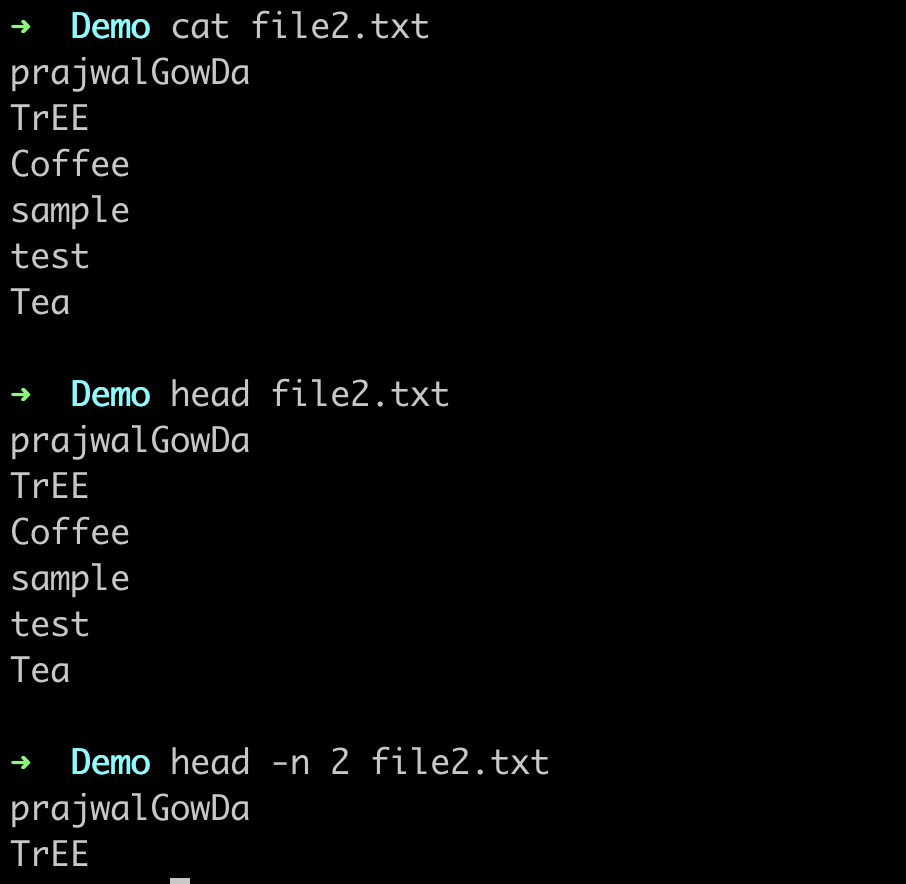 ➜ Demo cat file2.txt
prajwalGowDa
TrEE
Coffee
sample
test
Tea
➜ Demo head file2.txt
prajwalGowDa
TrEE
Coffee
sample
test
Tea
➜ Demo head -n 2 file2.txt
prajwalGowDa
TrEE